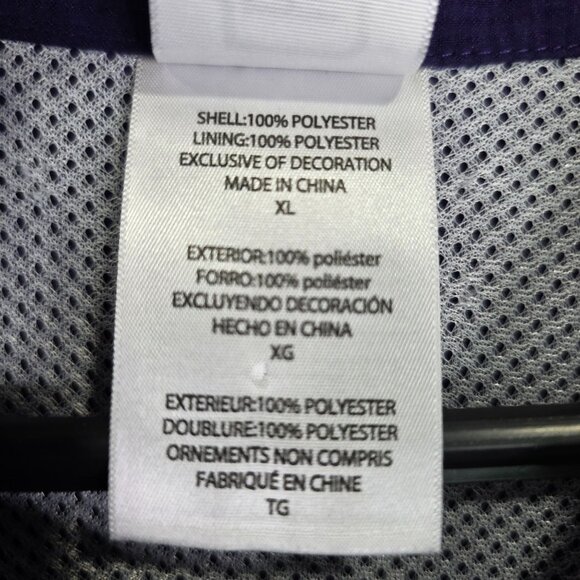 SHELL:100% POLYESTER
LINING:100% POLYESTER
EXCLUSIVE OF DECORATION
MADE IN CHINA
XL
EXTERIOR:100% poliéster
FORRO:100% poliéster
EXCLUYENDO DECORACIÓN
HECHO EN CHINA
XG
EXTERIEUR:100% POLYESTER
DOUBLURE:100% POLYESTER
ORNEMENTS NON COMPRIS
FABRIQUÉ EN CHINE
TG